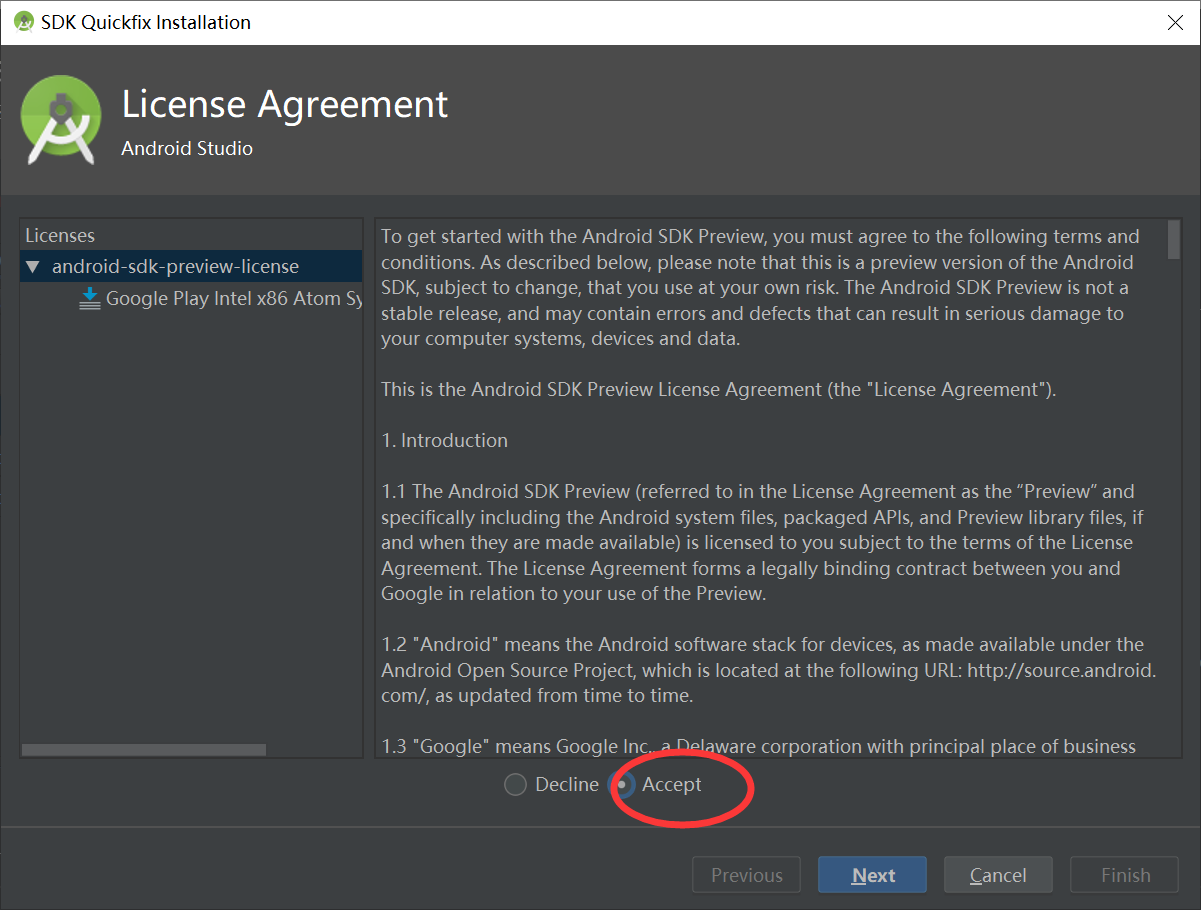 SDK Quickfix Installation
License Agreement
Android Studio
Licenses
android-sdk-preview-license
Google Play Intel x86 Atom Sy
To get started with the Android SDK Preview, you must agree to the following terms and
conditions. As described below, please note that this is a preview version of the Android
SDK, subject to change, that you use at your own risk. The Android SDK Preview is not a
stable release, and may contain errors and defects that can result in serious damage to
your computer systems, devices and data.
This is the Android SDK Preview License Agreement (the "License Agreement").
1. Introduction
1.1 The Android SDK Preview (referred to in the License Agreement as the “Preview” and
specifically including the Android system files, packaged APIs, and Preview library files, if
and when they are made available) is licensed to you subject to the terms of the License
Agreement. The License Agreement forms a legally binding contract between you and
Google in relation to your use of the Preview.
1.2 "Android" means the Android software stack for devices, as made available under the
Android Open Source Project, which is located at the following URL: http://source.android.
com/, as updated from time to time.
1.3 "Google" means Google Inc., a Delaware corporation with principal place of business
Decline Accept
Previous Next Cancel Finish